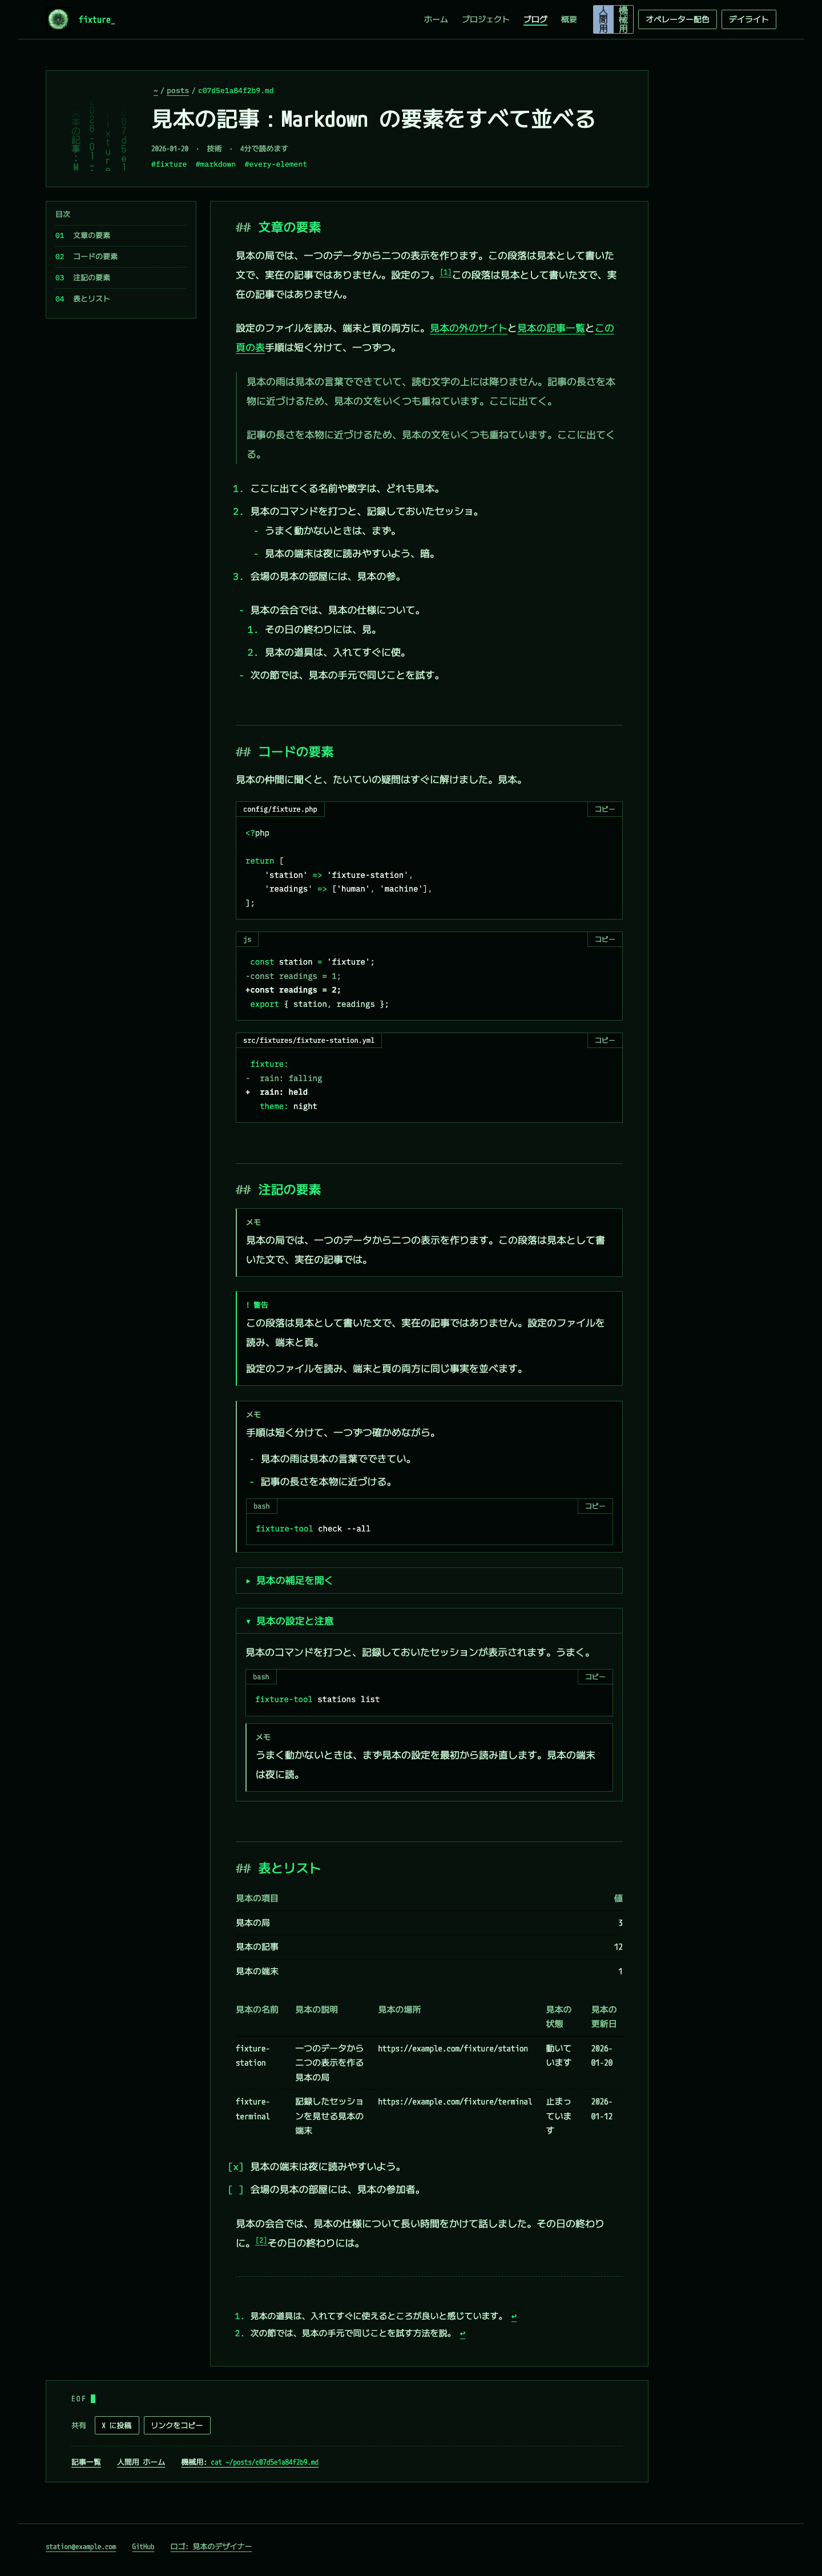 fixture_
ホーム プロジェクト ブログ 概要 人間用 機械用 オペレーター配色 デイライト
~ / posts / c07d5e1a84f2b9.md
見本の記事：Markdown の要素をすべて並べる
2026-01-20 · 技術 · 4分で読めます
#fixture #markdown #every-element
目次
01 文章の要素
02 コードの要素
03 注記の要素
04 表とリスト
## 文章の要素
見本の局では、一つのデータから二つの表示を作ります。この段落は見本として書いた
文で、実在の記事ではありません。設定のフ。[1]この段落は見本として書いた文で、実
在の記事ではありません。
設定のファイルを読み、端末と頁の両方に。見本の外のサイトと見本の記事一覧とこの
頁の表手順は短く分けて、一つずつ。
見本の雨は見本の言葉でできていて、読む文字の上には降りません。記事の長さを本
物に近づけるため、見本の文をいくつも重ねています。ここに出てく。
記事の長さを本物に近づけるため、見本の文をいくつも重ねています。ここに出てく
る。
1. ここに出てくる名前や数字は、どれも見本。
2. 見本のコマンドを打つと、記録しておいたセッショ。
- うまく動かないときは、まず。
- 見本の端末は夜に読みやすいよう、暗。
3. 会場の見本の部屋には、見本の参。
- 見本の会合では、見本の仕様について。
1. その日の終わりには、見。
2. 見本の道具は、入れてすぐに使。
- 次の節では、見本の手元で同じことを試す。
## コードの要素
見本の仲間に聞くと、たいていの疑問はすぐに解けました。見本。
config/fixture.php コピー
<?php
return [
'station' => 'fixture-station',
'readings' => ['human', 'machine'],
];
js コピー
const station = 'fixture';
-const readings = 1;
+const readings = 2;
export { station, readings };
src/fixtures/fixture-station.yml コピー
fixture:
- rain: falling
+ rain: held
theme: night
## 注記の要素
メモ
見本の局では、一つのデータから二つの表示を作ります。この段落は見本として書
いた文で、実在の記事では。
! 警告
この段落は見本として書いた文で、実在の記事ではありません。設定のファイルを
読み、端末と頁。
設定のファイルを読み、端末と頁の両方に同じ事実を並べます。
メモ
手順は短く分けて、一つずつ確かめながら。
- 見本の雨は見本の言葉でできてい。
- 記事の長さを本物に近づける。
bash コピー
fixture-tool check --all
▸ 見本の補足を開く
▾ 見本の設定と注意
見本のコマンドを打つと、記録しておいたセッションが表示されます。うまく。
bash コピー
fixture-tool stations list
メモ
うまく動かないときは、まず見本の設定を最初から読み直します。見本の端末
は夜に読。
## 表とリスト
見本の項目 値
見本の局 3
見本の記事 12
見本の端末 1
見本の名前 見本の説明 見本の場所 見本の状態 見本の更新日
fixture-station 一つのデータから二つの表示を作る見本の局 https://example.com/fixture/station 動いています 2026-01-20
fixture-terminal 記録したセッションを見せる見本の端末 https://example.com/fixture/terminal 止まっています 2026-01-12
[x] 見本の端末は夜に読みやすいよう。
[ ] 会場の見本の部屋には、見本の参加者。
見本の会合では、見本の仕様について長い時間をかけて話しました。その日の終わり
に。[2]その日の終わりには。
1. 見本の道具は、入れてすぐに使えるところが良いと感じています。 ↩
2. 次の節では、見本の手元で同じことを試す方法を説。 ↩
EOF
共有 X に投稿 リンクをコピー
記事一覧 人間用 ホーム 機械用: cat ~/posts/c07d5e1a84f2b9.md
station@example.com GitHub ロゴ: 見本のデザイナー